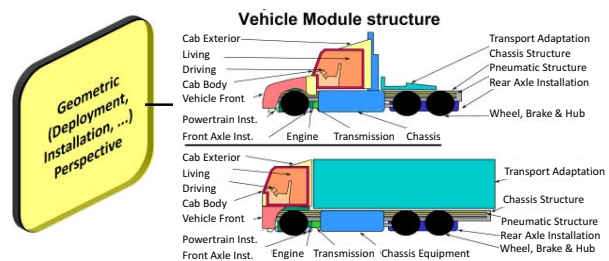 Vehicle Module structure
Geometric
(Deployment,
Installation, ...)
Perspective
Cab Exterior
Living
Driving
Cab Body
Vehicle Front
Powertrain Inst.
Front Axle Inst.
Engine
Transmission
Chassis
Transport Adaptation
Chassis Structure
Pneumatic Structure
Rear Axle Installation
Wheel, Brake & Hub
Cab Exterior
Living
Driving
Cab Body
Vehicle Front
Powertrain Inst.
Front Axle Inst.
Engine
Transmission
Chassis Equipment
Transport Adaptation
Chassis Structure
Pneumatic Structure
Rear Axle Installation
Wheel, Brake & Hub